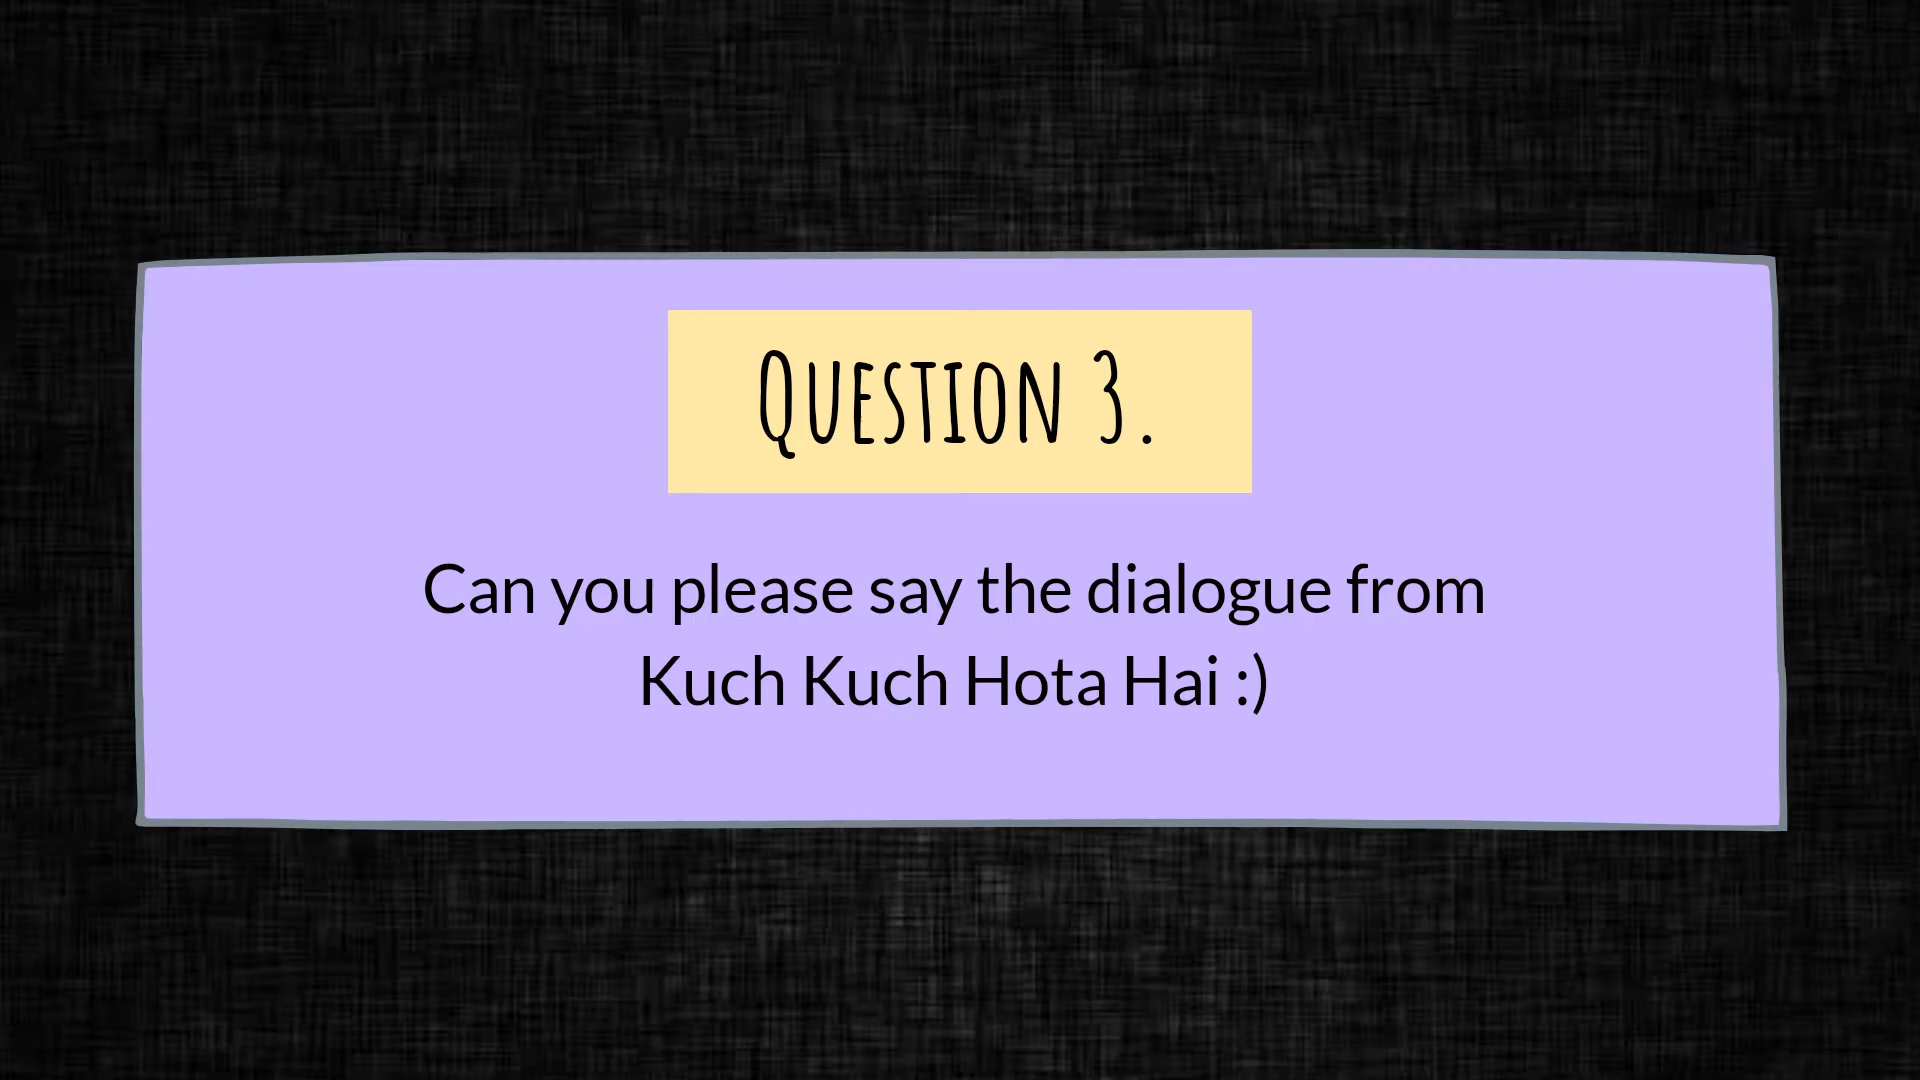 Question 3.
Can you please say the dialogue from
Kuch Kuch Hota Hai :)